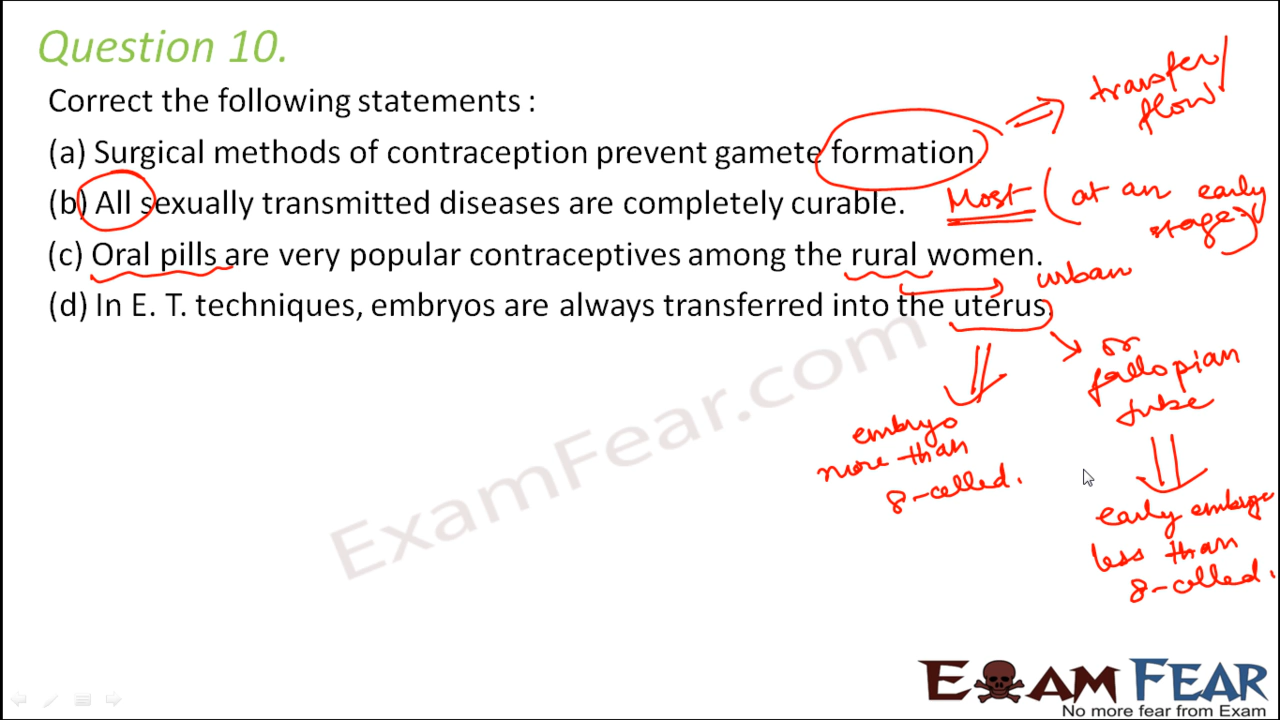 Question 10.
Correct the following statements :
(a) Surgical methods of contraception prevent gamete formation.
transfer/
flow
(b) All sexually transmitted diseases are completely curable.
Most (at an early
stage)
(c) Oral pills are very popular contraceptives among the rural women.
urban
(d) In E. T. techniques, embryos are always transferred into the uterus.
or
fallopian
tube
embryo
more than
8-celled.
early embryo
less than
8-celled.
ExamFear.com
EXAM FEAR
No more fear from Exam